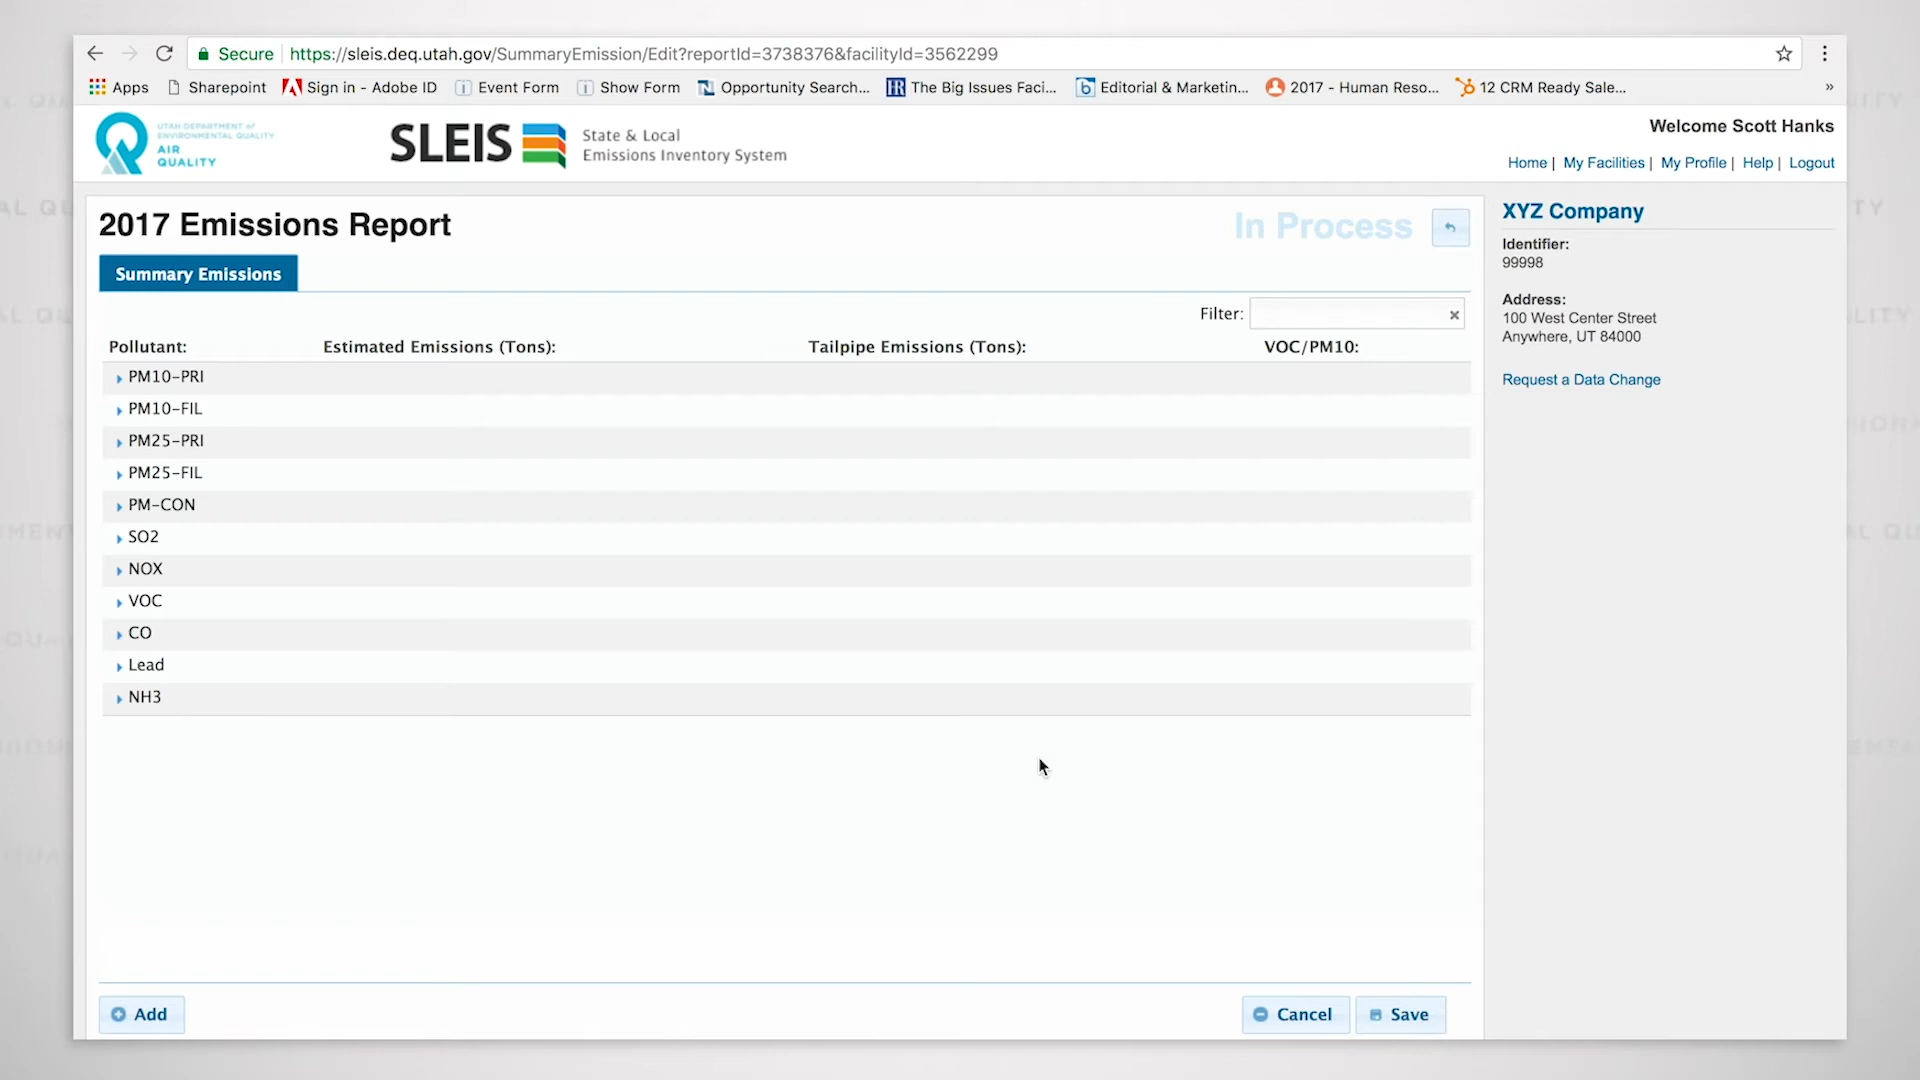 Secure https://sleis.deq.utah.gov/SummaryEmission/Edit?reportId=3738376&facilityId=3562299
Apps Sharepoint Sign in - Adobe ID Event Form Show Form Opportunity Search... The Big Issues Faci... Editorial & Marketin... 2017 - Human Reso... 12 CRM Ready Sale... »
UTAH DEPARTMENT of
ENVIRONMENTAL QUALITY
AIR
QUALITY
SLEIS
State & Local
Emissions Inventory System
Welcome Scott Hanks
Home | My Facilities | My Profile | Help | Logout
2017 Emissions Report
In Process
Summary Emissions
Filter:
Pollutant: Estimated Emissions (Tons): Tailpipe Emissions (Tons): VOC/PM10:
PM10-PRI
PM10-FIL
PM25-PRI
PM25-FIL
PM-CON
SO2
NOX
VOC
CO
Lead
NH3
Add
Cancel Save
XYZ Company
Identifier:
99998
Address:
100 West Center Street
Anywhere, UT 84000
Request a Data Change